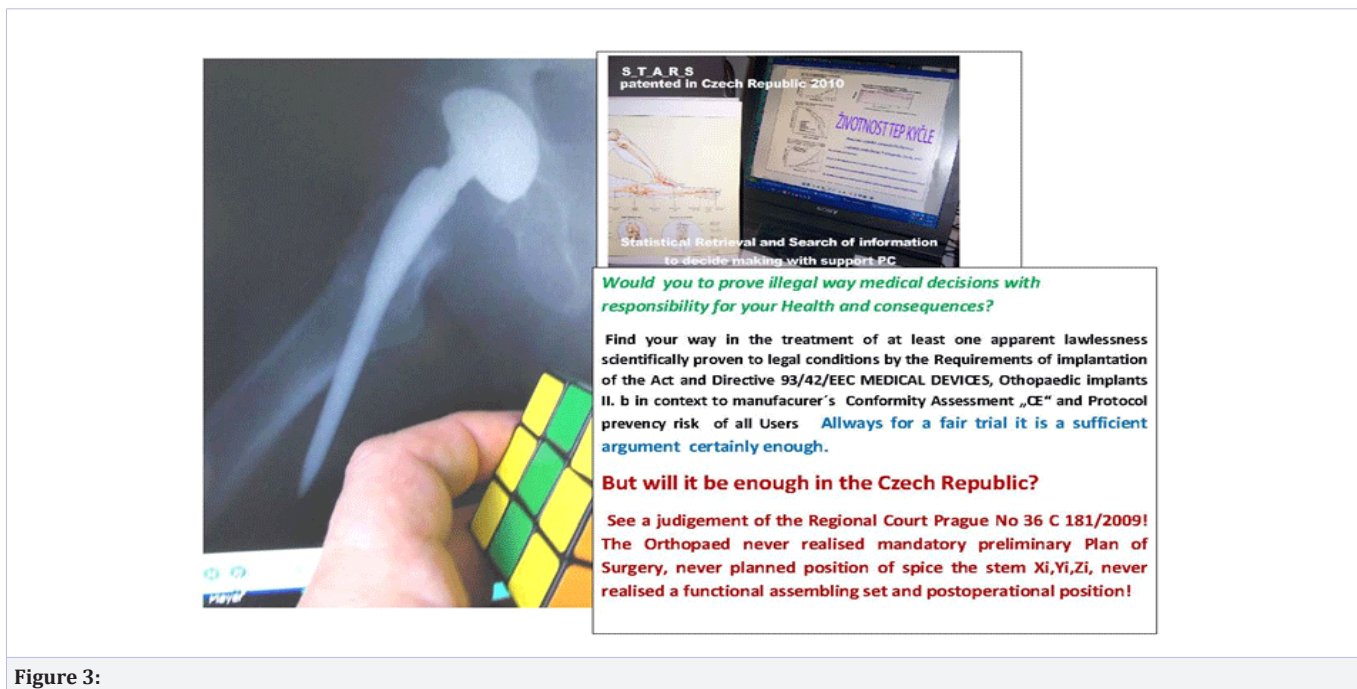 S_T_A_R_S
patented in Czech Republic 2010
ŽIVOTNOST TEP KYČLE
Statistical Retrieval and Search of information
to decide making with support PC
Would you to prove illegal way medical decisions with
responsibility for your Health and consequences?
Find your way in the treatment of at least one apparent lawlessness
scientifically proven to legal conditions by the Requirements of implantation
of the Act and Directive 93/42/EEC MEDICAL DEVICES, Othopaedic implants
II. b in context to manufacurer´s Conformity Assessment „CE“ and Protocol
prevency risk of all Users Allways for a fair trial it is a sufficient
argument certainly enough.
But will it be enough in the Czech Republic?
See a judigement of the Regional Court Prague No 36 C 181/2009!
The Orthopaed never realised mandatory preliminary Plan of
Surgery, never planned position of spice the stem Xi,Yi,Zi, never
realised a functional assembling set and postoperational position!
Player
Figure 3: